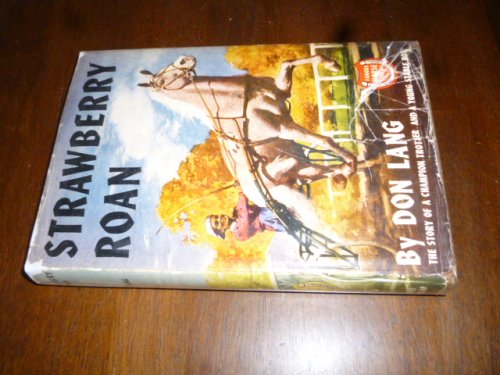 STRAWBERRY
ROAN
By DON LANG
THE STORY OF A CHAMPION TROTTER AND A YOUNG